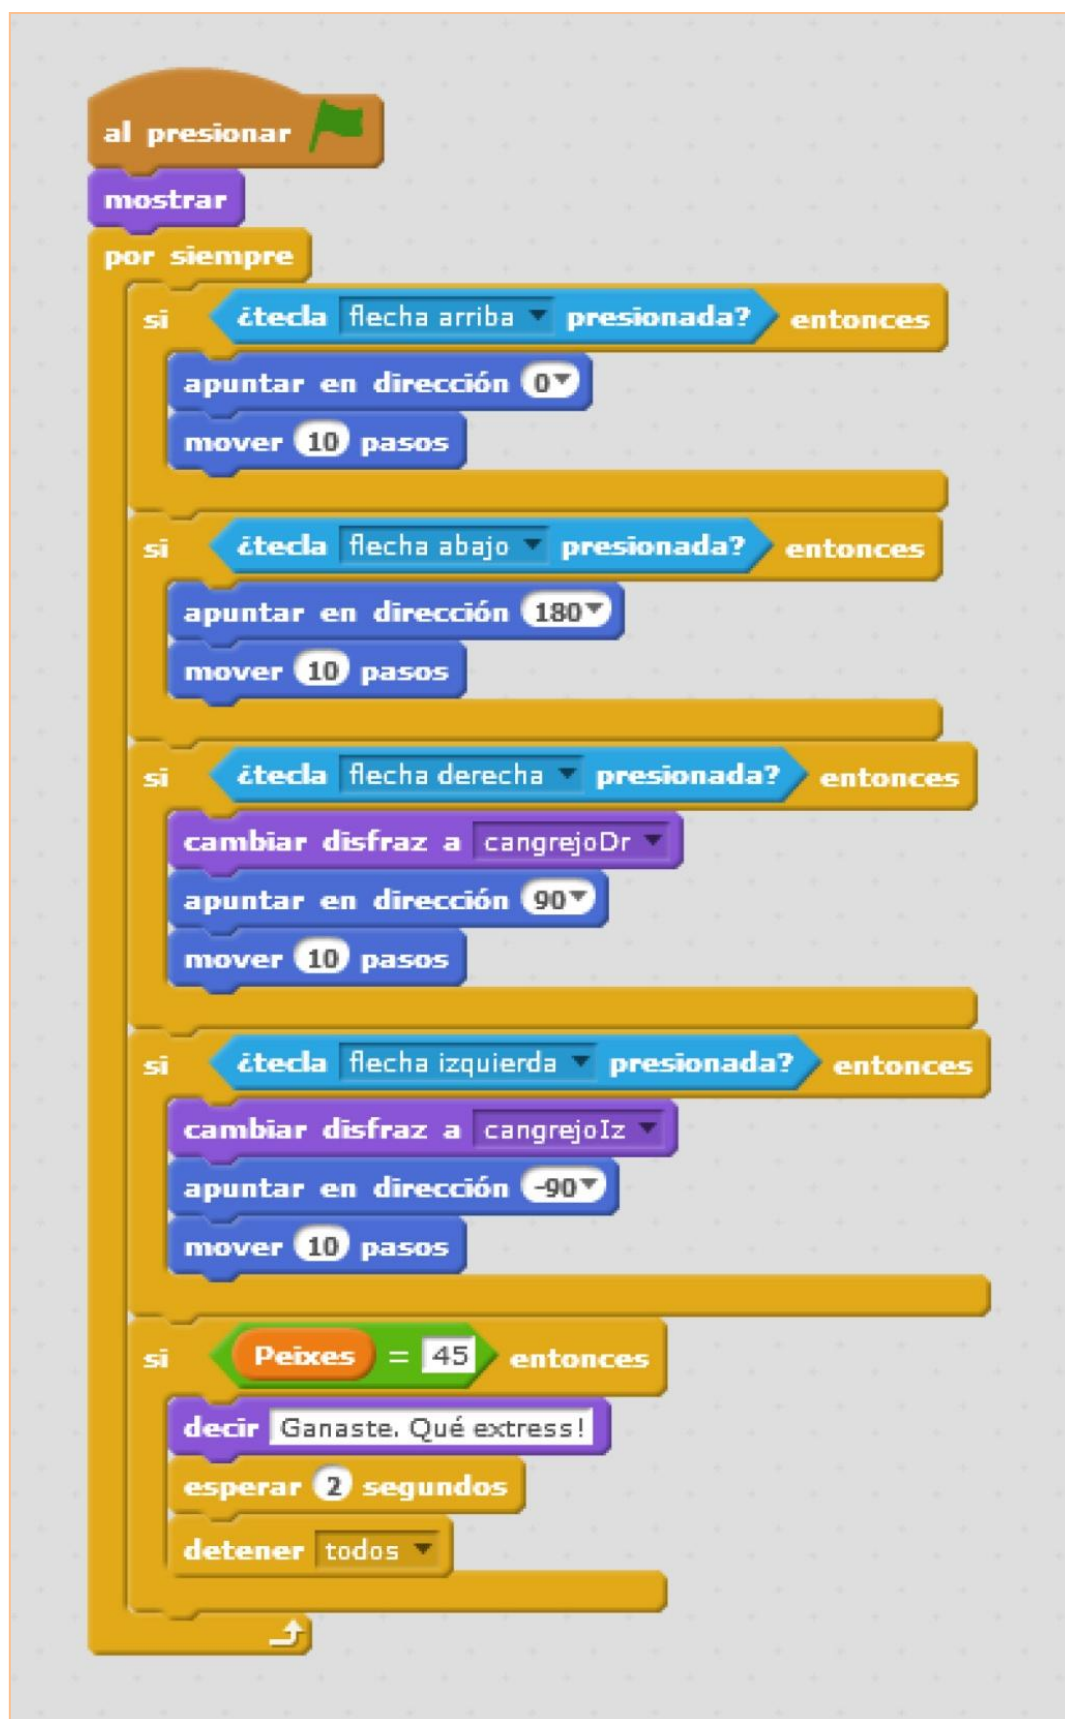 al presionar
mostrar
por siempre
si ¿tecla flecha arriba presionada? entonces
apuntar en dirección 0
mover 10 pasos
si ¿tecla flecha abajo presionada? entonces
apuntar en dirección 180
mover 10 pasos
si ¿tecla flecha derecha presionada? entonces
cambiar disfraz a cangrejoDr
apuntar en dirección 90
mover 10 pasos
si ¿tecla flecha izquierda presionada? entonces
cambiar disfraz a cangrejoIz
apuntar en dirección -90
mover 10 pasos
si Peixes = 45 entonces
decir Ganaste. Qué extress!
esperar 2 segundos
detener todos